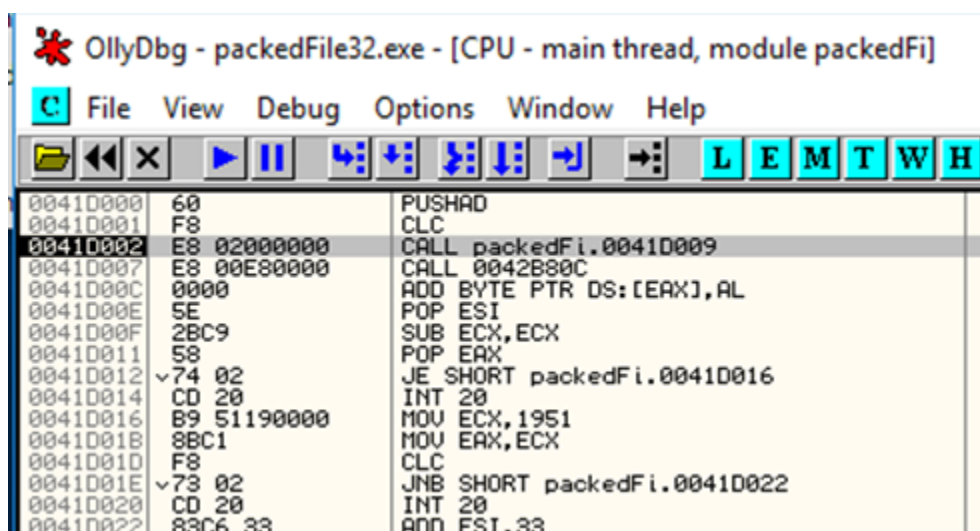 OllyDbg - packedFile32.exe - [CPU - main thread, module packedFi]
C File View Debug Options Window Help
L E M T W H
0041D000 60 PUSHAD
0041D001 F8 CLC
0041D002 E8 02000000 CALL packedFi.0041D009
0041D007 E8 00E80000 CALL 0042B80C
0041D00C 0000 ADD BYTE PTR DS:[EAX],AL
0041D00E 5E POP ESI
0041D00F 2BC9 SUB ECX,ECX
0041D011 58 POP EAX
0041D012 74 02 JE SHORT packedFi.0041D016
0041D014 CD 20 INT 20
0041D016 B9 51190000 MOV ECX,1951
0041D01B 8BC1 MOV EAX,ECX
0041D01D F8 CLC
0041D01E 73 02 JNB SHORT packedFi.0041D022
0041D020 CD 20 INT 20
0041D022 83C6 33 ADD ESI,33